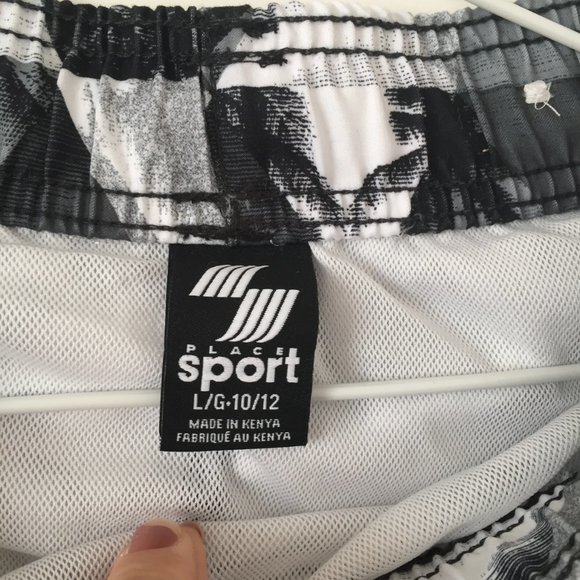 PLACE
sport
L/G•10/12
MADE IN KENYA
FABRIQUÉ AU KENYA